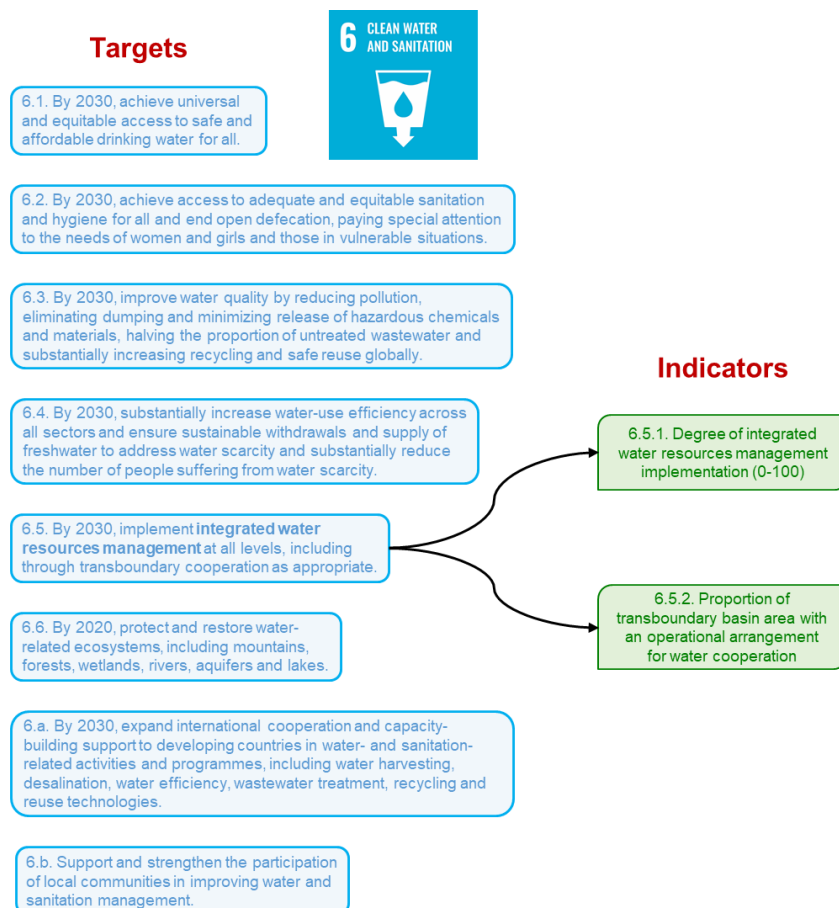 Targets
6 CLEAN WATER
AND SANITATION
6.1. By 2030, achieve universal
and equitable access to safe and
affordable drinking water for all.
6.2. By 2030, achieve access to adequate and equitable sanitation
and hygiene for all and end open defecation, paying special attention
to the needs of women and girls and those in vulnerable situations.
6.3. By 2030, improve water quality by reducing pollution,
eliminating dumping and minimizing release of hazardous chemicals
and materials, halving the proportion of untreated wastewater and
substantially increasing recycling and safe reuse globally.
Indicators
6.4. By 2030, substantially increase water-use efficiency across
all sectors and ensure sustainable withdrawals and supply of
freshwater to address water scarcity and substantially reduce
the number of people suffering from water scarcity.
6.5.1. Degree of integrated
water resources management
implementation (0-100)
6.5. By 2030, implement integrated water
resources management at all levels, including
through transboundary cooperation as appropriate.
6.5.2. Proportion of
transboundary basin area with
an operational arrangement
for water cooperation
6.6. By 2020, protect and restore water-
related ecosystems, including mountains,
forests, wetlands, rivers, aquifers and lakes.
6.a. By 2030, expand international cooperation and capacity-
building support to developing countries in water- and sanitation-
related activities and programmes, including water harvesting,
desalination, water efficiency, wastewater treatment, recycling and
reuse technologies.
6.b. Support and strengthen the participation
of local communities in improving water and
sanitation management.